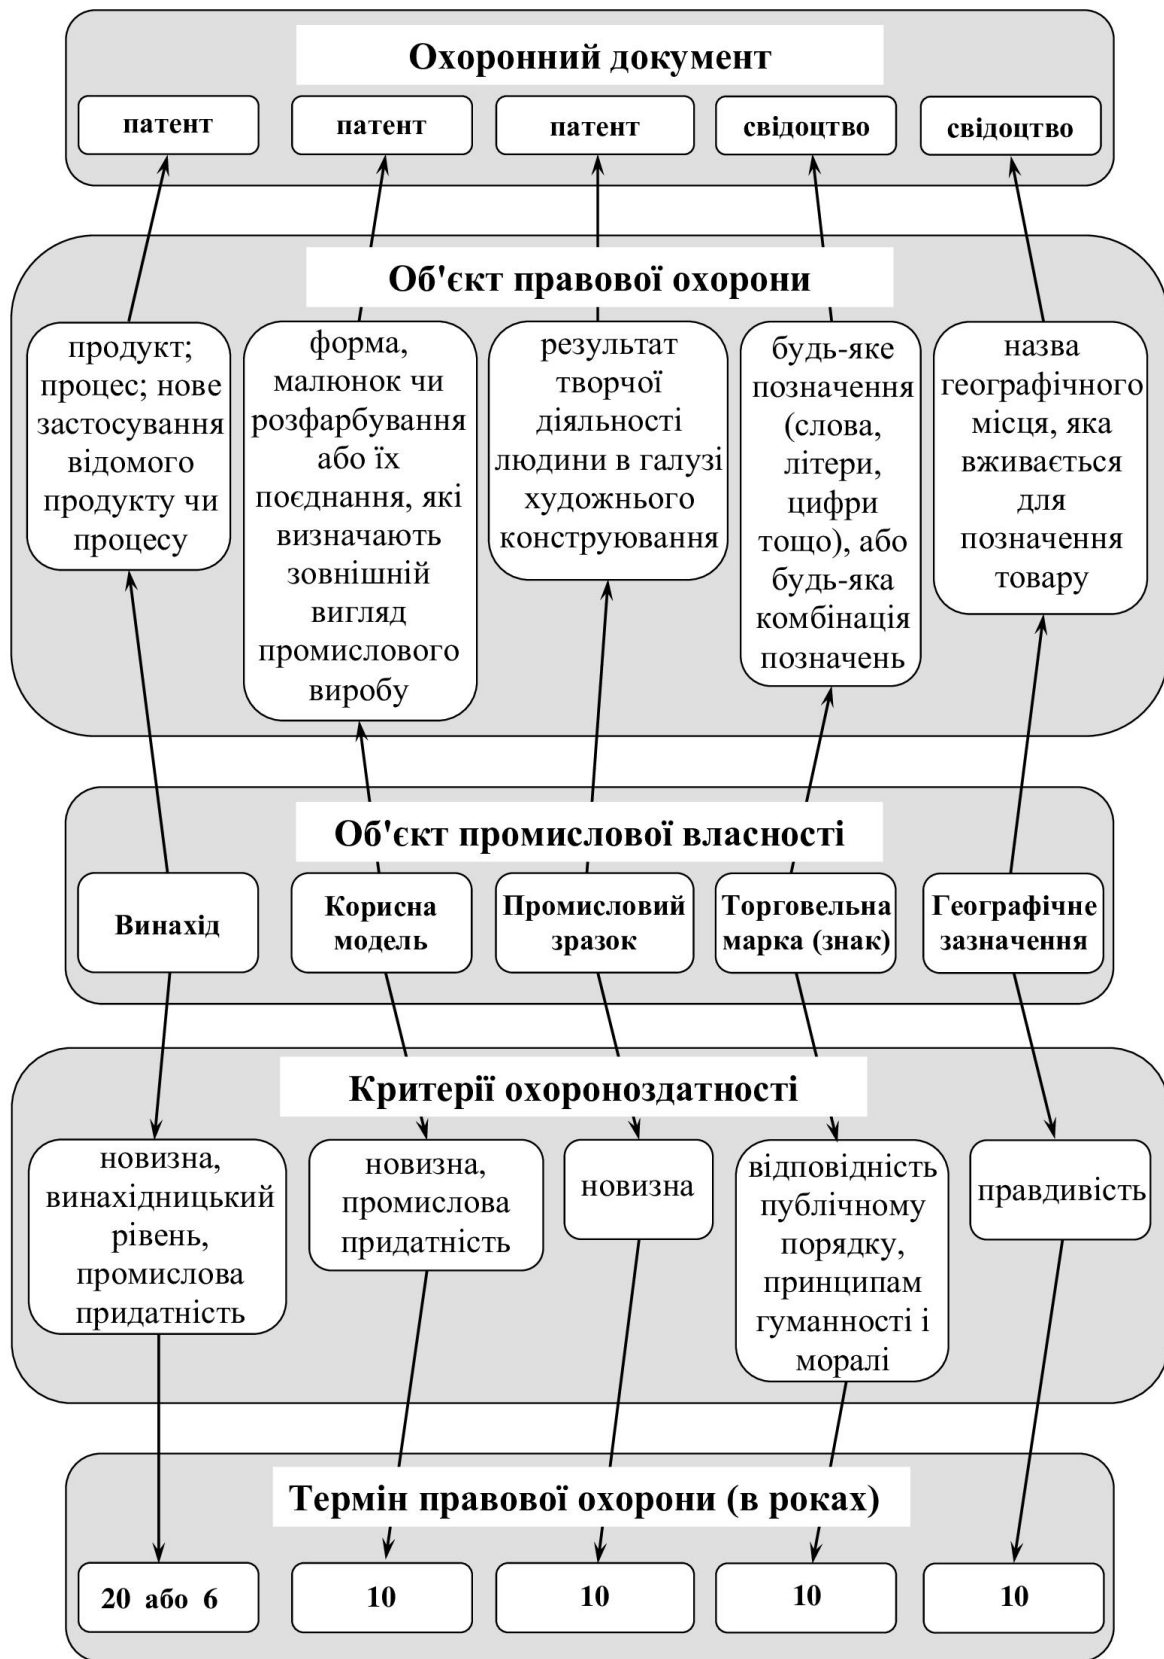 Охоронний документ
патент
патент
патент
свідоцтво
свідоцтво
Об'єкт правової охорони
продукт;
процес; нове
застосування
відомого
продукту чи
процесу
форма,
малюнок чи
розфарбування
або їх
поєднання, які
визначають
зовнішній
вигляд
промислового
виробу
результат
творчої
діяльності
людини в галузі
художнього
конструювання
будь-яке
позначення
(слова,
літери,
цифри
тощо), або
будь-яка
комбінація
позначень
назва
географічного
місця, яка
вживається
для
позначення
товару
Об'єкт промислової власності
Винахід
Корисна
модель
Промисловий
зразок
Торговельна
марка (знак)
Географічне
зазначення
Критерії охороноздатності
новизна,
винахідницький
рівень,
промислова
придатність
новизна,
промислова
придатність
новизна
відповідність
публічному
порядку,
принципам
гуманності і
моралі
правдивість
Термін правової охорони (в роках)
20 або 6
10
10
10
10